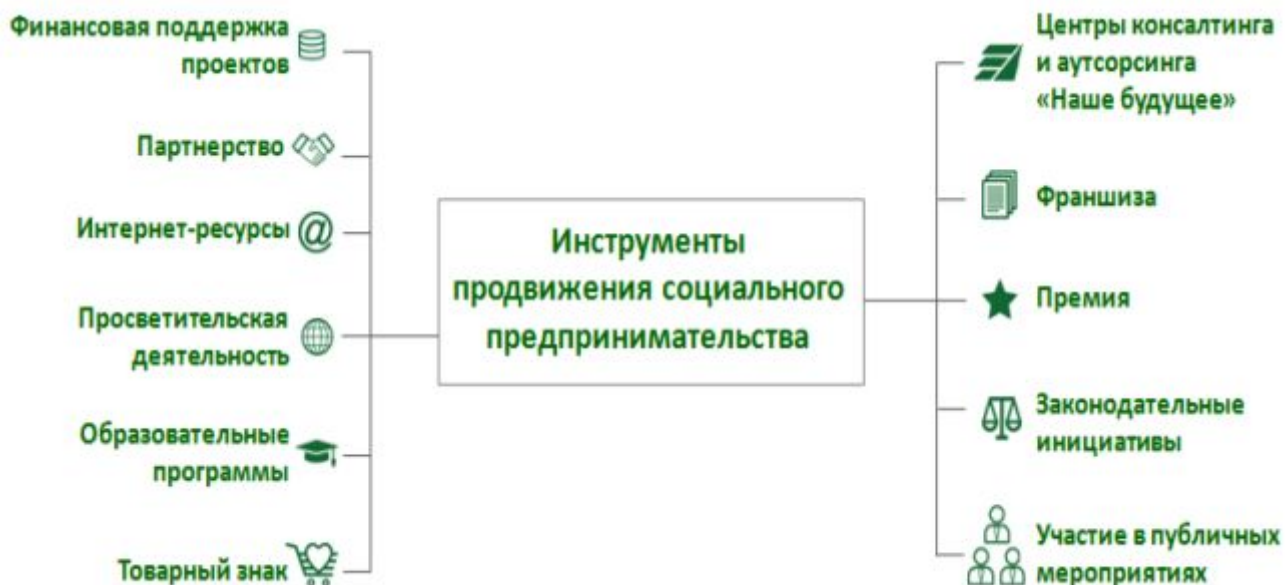 Финансовая поддержка
проектов
Партнерство
Интернет-ресурсы
Просветительская
деятельность
Образовательные
программы
Товарный знак
Инструменты
продвижения социального
предпринимательства
Центры консалтинга
и аутсорсинга
«Наше будущее»
Франшиза
Премия
Законодательные
инициативы
Участие в публичных
мероприятиях